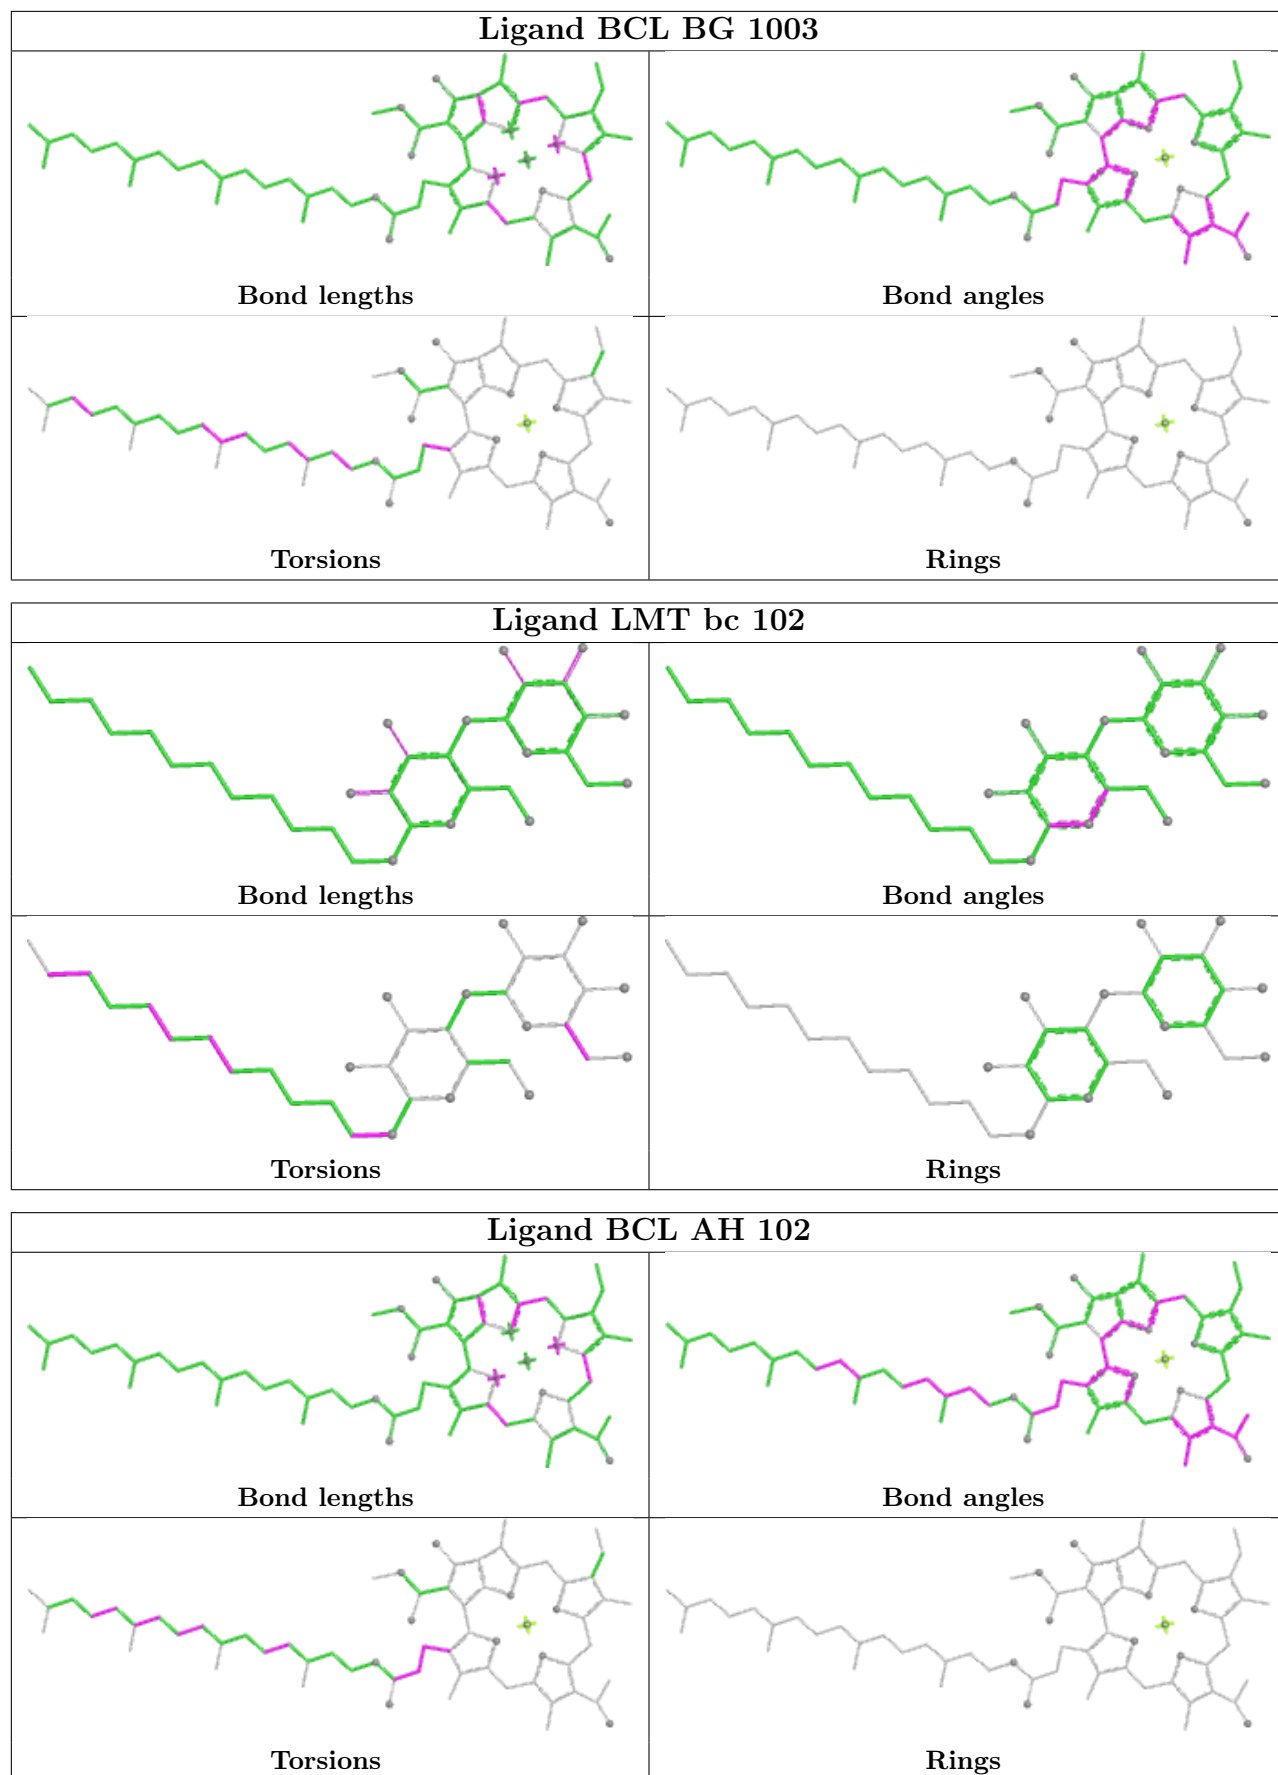 Ligand BCL BG 1003
Bond lengths
Bond angles
Torsions
Rings
Ligand LMT bc 102
Bond lengths
Bond angles
Torsions
Rings
Ligand BCL AH 102
Bond lengths
Bond angles
Torsions
Rings